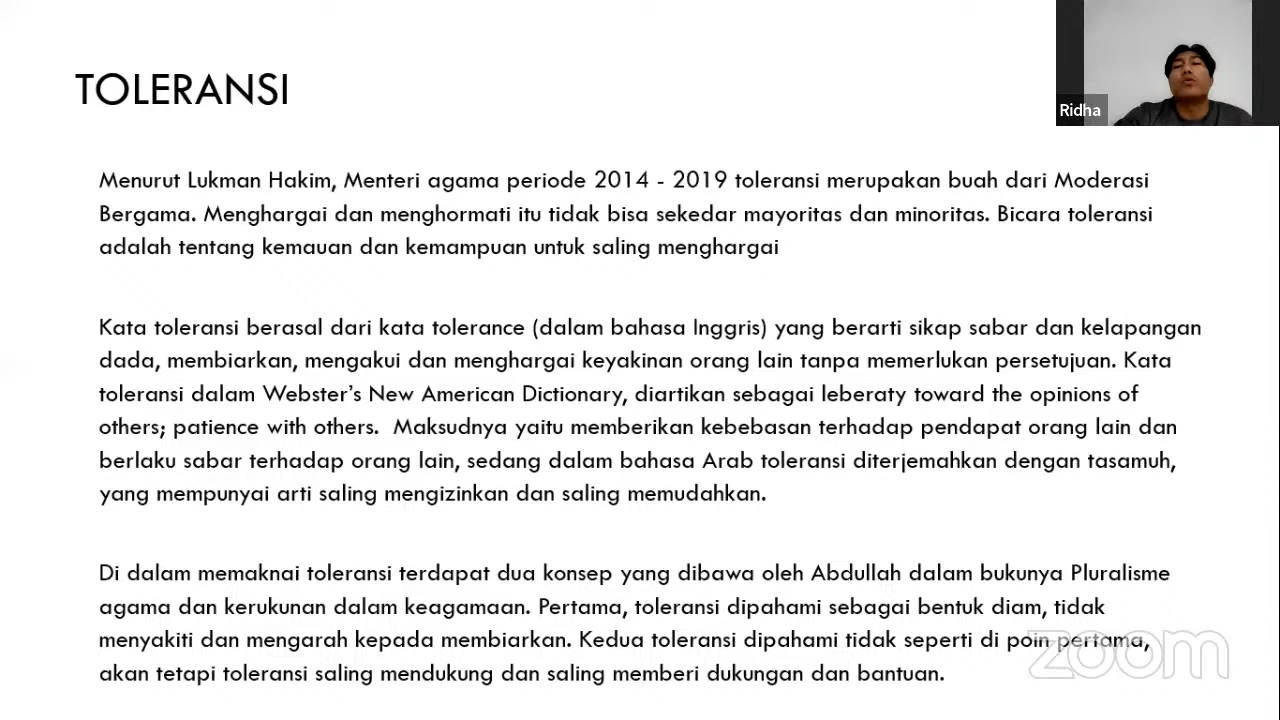 TOLERANSI
Ridha
Menurut Lukman Hakim, Menteri agama periode 2014 - 2019 toleransi merupakan buah dari Moderasi
Bergama. Menghargai dan menghormati itu tidak bisa sekedar mayoritas dan minoritas. Bicara toleransi
adalah tentang kemauan dan kemampuan untuk saling menghargai
Kata toleransi berasal dari kata tolerance (dalam bahasa Inggris) yang berarti sikap sabar dan kelapangan
dada, membiarkan, mengakui dan menghargai keyakinan orang lain tanpa memerlukan persetujuan. Kata
toleransi dalam Webster’s New American Dictionary, diartikan sebagai leberaty toward the opinions of
others; patience with others.  Maksudnya yaitu memberikan kebebasan terhadap pendapat orang lain dan
berlaku sabar terhadap orang lain, sedang dalam bahasa Arab toleransi diterjemahkan dengan tasamuh,
yang mempunyai arti saling mengizinkan dan saling memudahkan.
Di dalam memaknai toleransi terdapat dua konsep yang dibawa oleh Abdullah dalam bukunya Pluralisme
agama dan kerukunan dalam keagamaan. Pertama, toleransi dipahami sebagai bentuk diam, tidak
menyakiti dan mengarah kepada membiarkan. Kedua toleransi dipahami tidak seperti di poin pertama,
akan tetapi toleransi saling mendukung dan saling memberi dukungan dan bantuan.
zoom